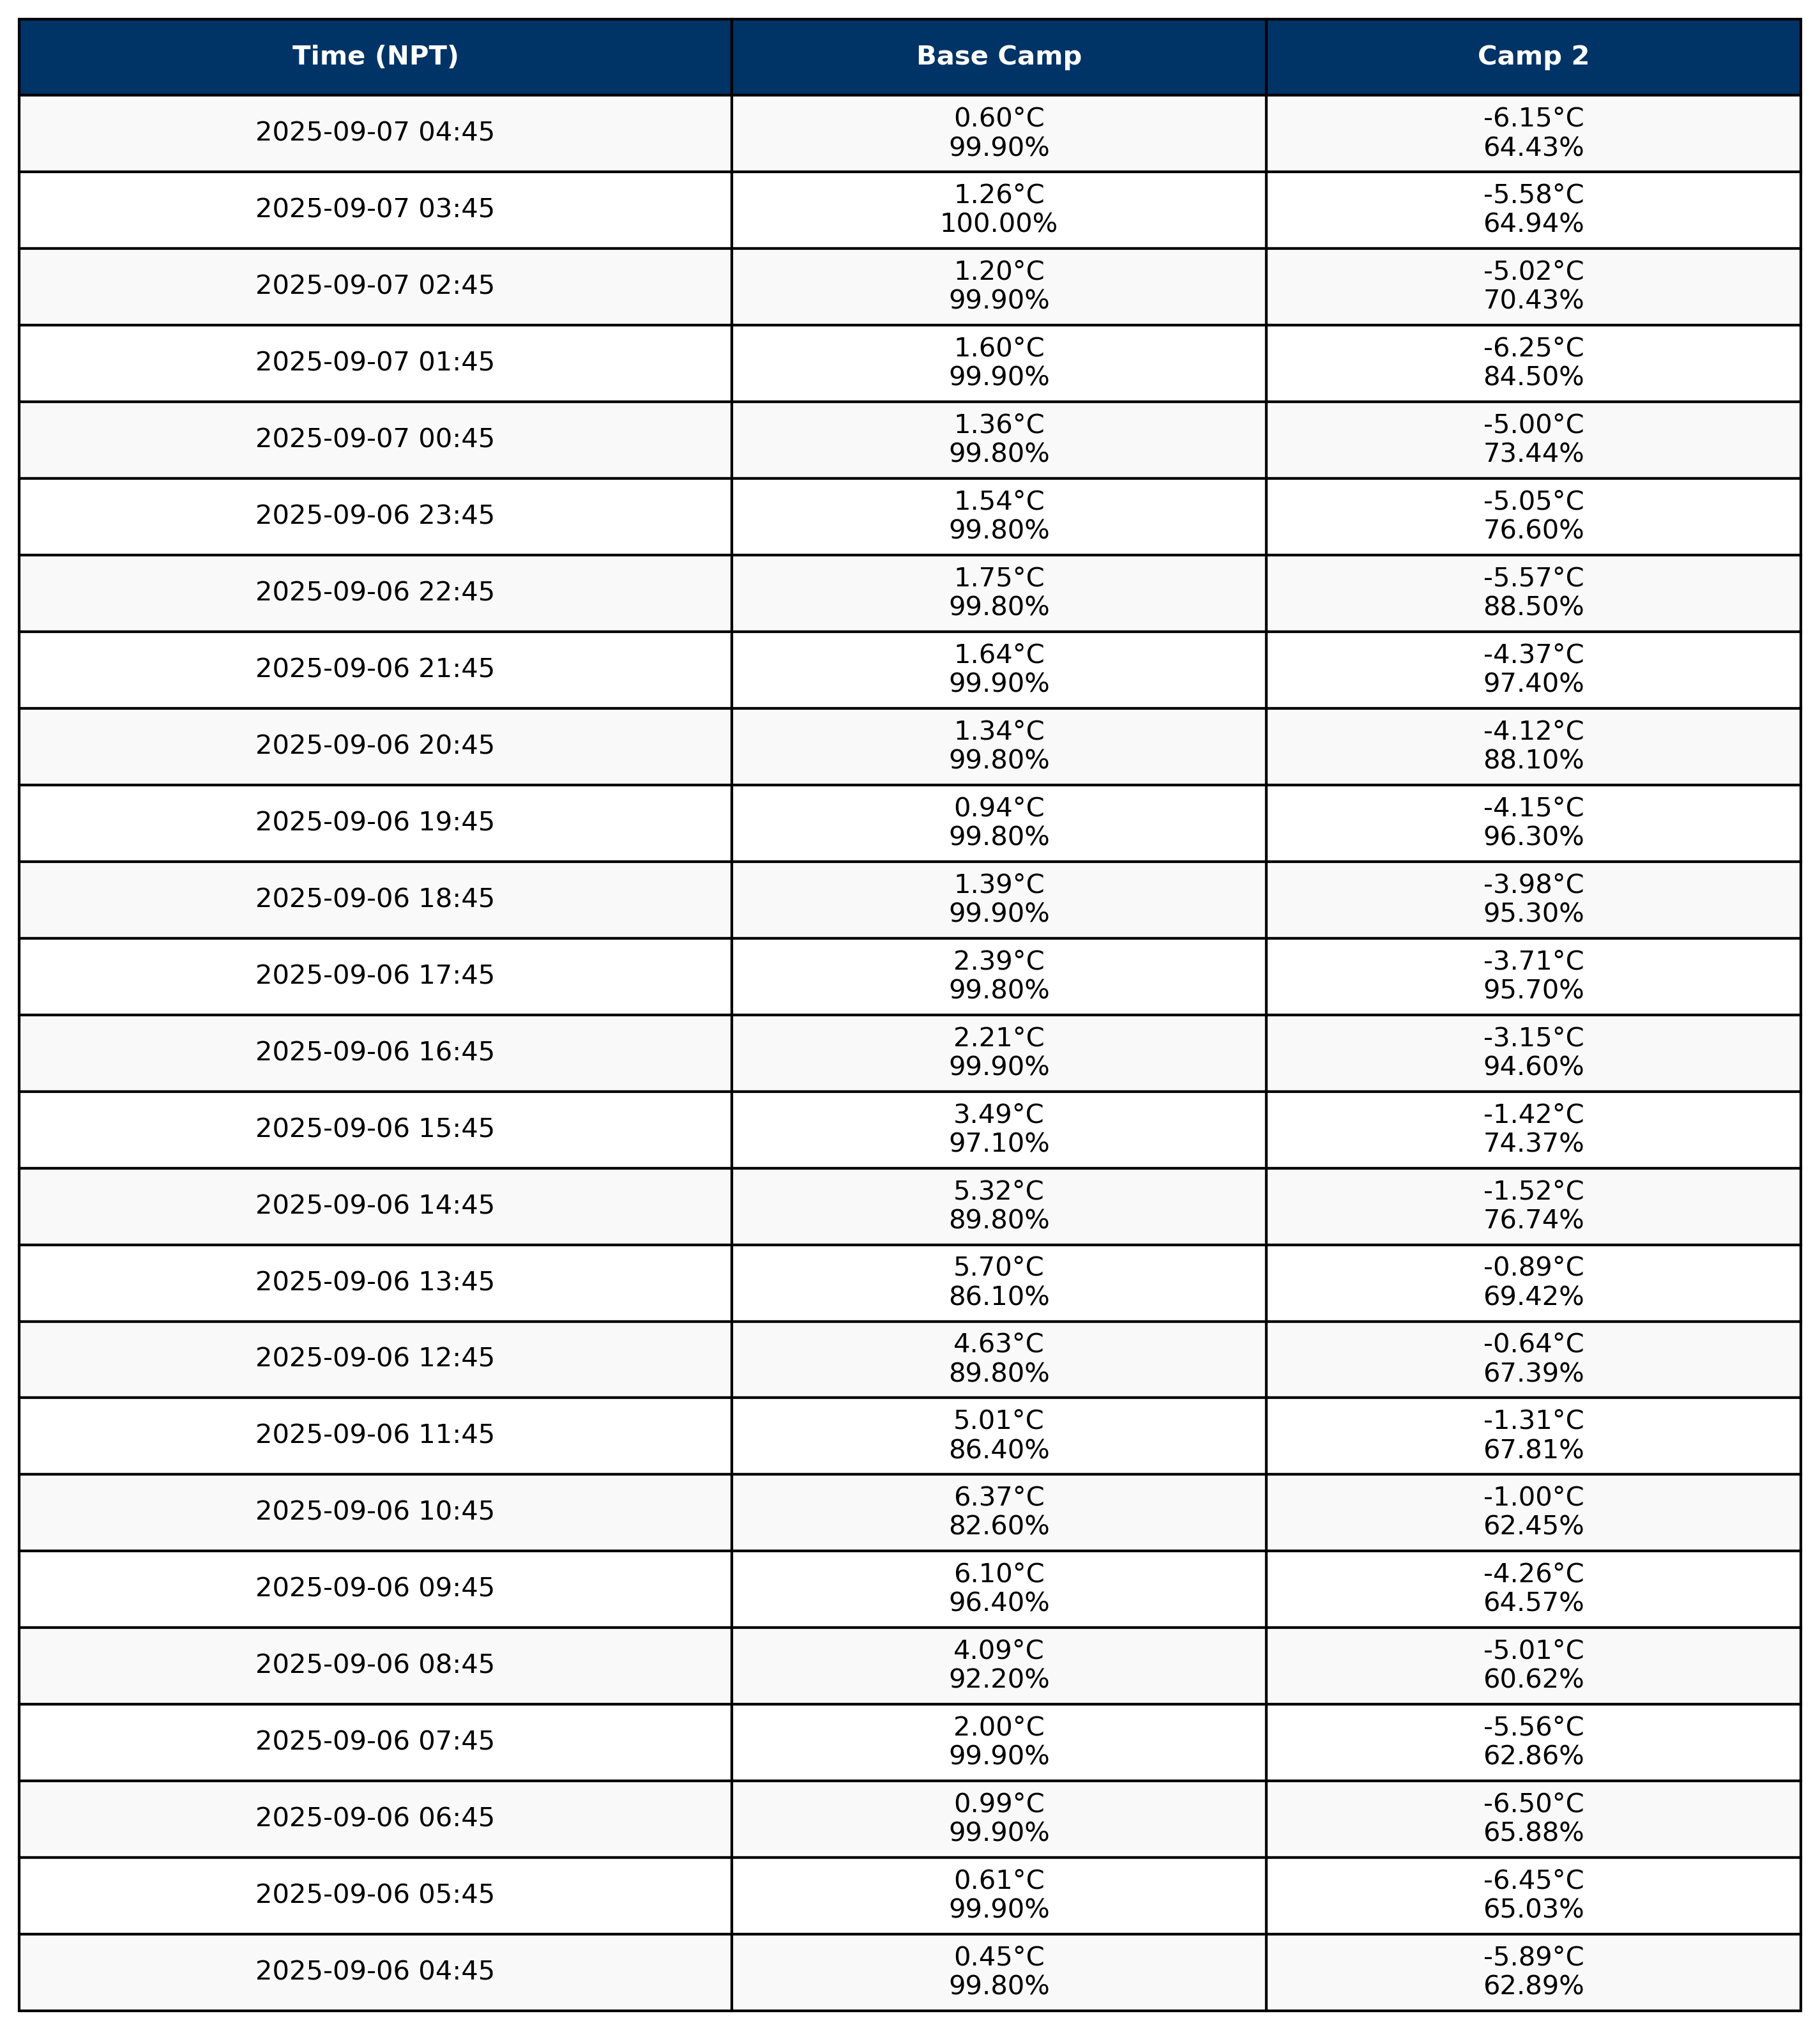 Time (NPT) Base Camp Camp 2
2025-09-07 04:45 0.60°C -6.15°C
99.90% 64.43%
2025-09-07 03:45 1.26°C -5.58°C
100.00% 64.94%
2025-09-07 02:45 1.20°C -5.02°C
99.90% 70.43%
2025-09-07 01:45 1.60°C -6.25°C
99.90% 84.50%
2025-09-07 00:45 1.36°C -5.00°C
99.80% 73.44%
2025-09-06 23:45 1.54°C -5.05°C
99.80% 76.60%
2025-09-06 22:45 1.75°C -5.57°C
99.80% 88.50%
2025-09-06 21:45 1.64°C -4.37°C
99.90% 97.40%
2025-09-06 20:45 1.34°C -4.12°C
99.80% 88.10%
2025-09-06 19:45 0.94°C -4.15°C
99.80% 96.30%
2025-09-06 18:45 1.39°C -3.98°C
99.90% 95.30%
2025-09-06 17:45 2.39°C -3.71°C
99.80% 95.70%
2025-09-06 16:45 2.21°C -3.15°C
99.90% 94.60%
2025-09-06 15:45 3.49°C -1.42°C
97.10% 74.37%
2025-09-06 14:45 5.32°C -1.52°C
89.80% 76.74%
2025-09-06 13:45 5.70°C -0.89°C
86.10% 69.42%
2025-09-06 12:45 4.63°C -0.64°C
89.80% 67.39%
2025-09-06 11:45 5.01°C -1.31°C
86.40% 67.81%
2025-09-06 10:45 6.37°C -1.00°C
82.60% 62.45%
2025-09-06 09:45 6.10°C -4.26°C
96.40% 64.57%
2025-09-06 08:45 4.09°C -5.01°C
92.20% 60.62%
2025-09-06 07:45 2.00°C -5.56°C
99.90% 62.86%
2025-09-06 06:45 0.99°C -6.50°C
99.90% 65.88%
2025-09-06 05:45 0.61°C -6.45°C
99.90% 65.03%
2025-09-06 04:45 0.45°C -5.89°C
99.80% 62.89%